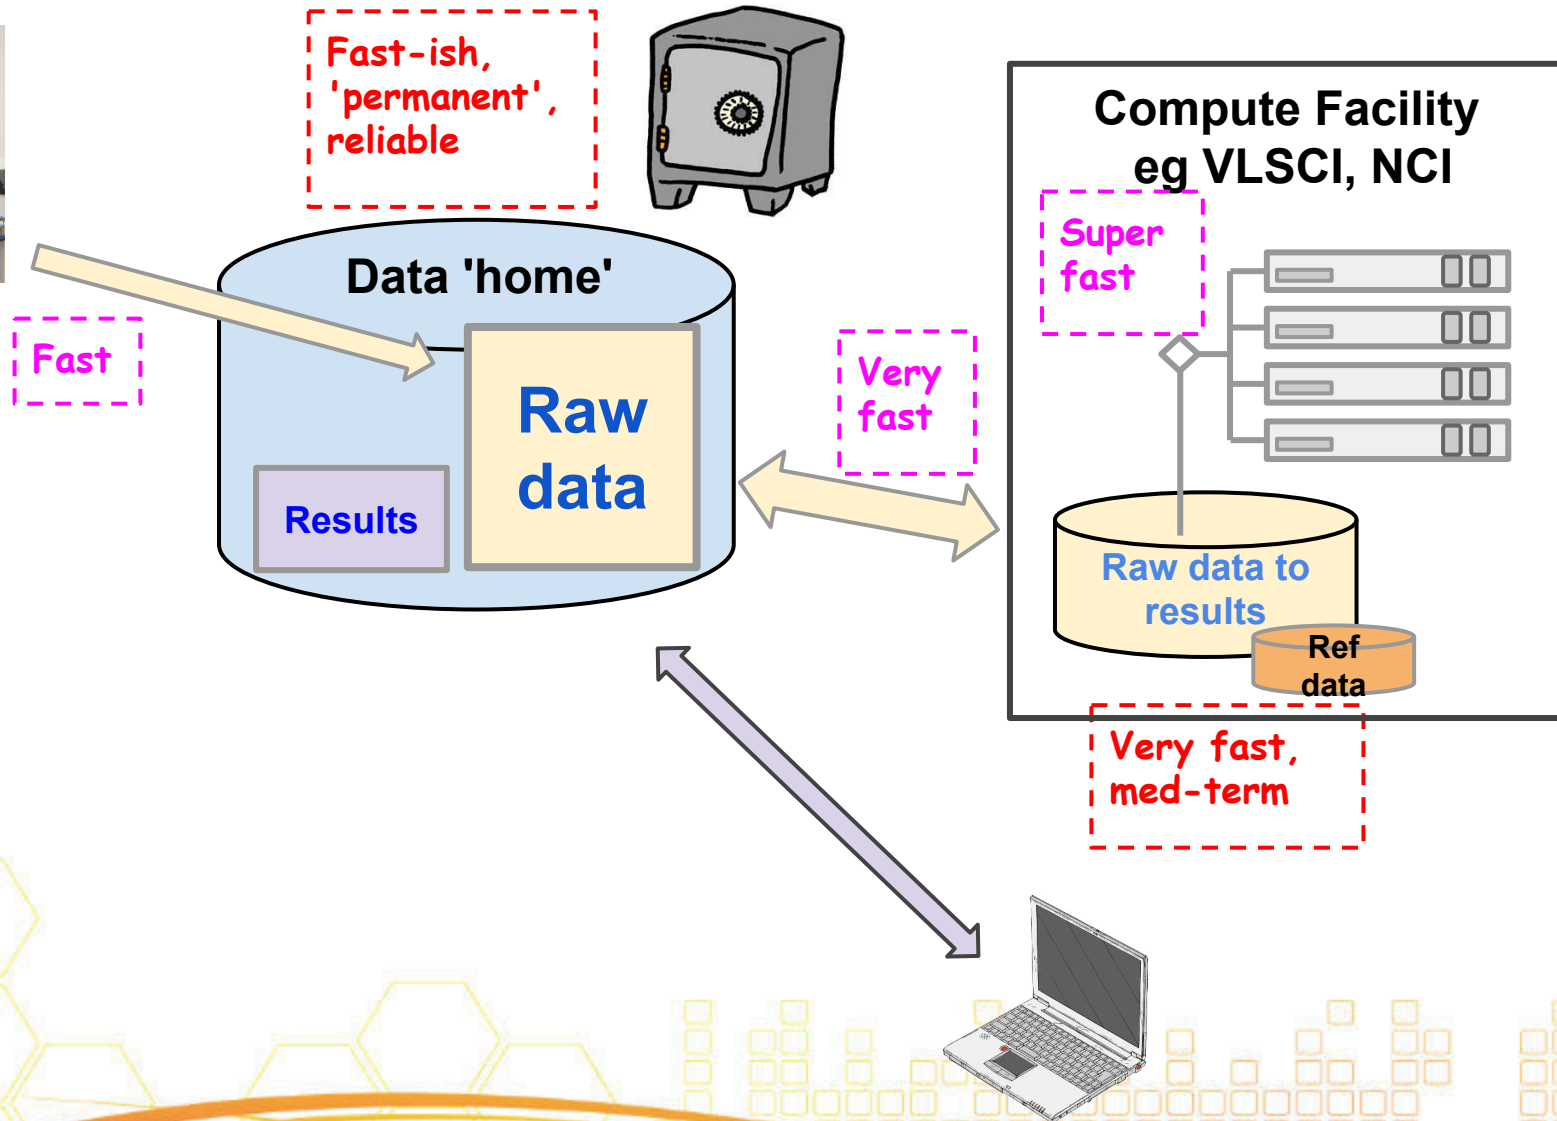 Fast-ish,
'permanent',
reliable
Compute Facility
eg VLSCI, NCI
Super
fast
Data 'home'
Fast
Very
fast
Raw
data
Results
Raw data to
results
Ref
data
Very fast,
med-term